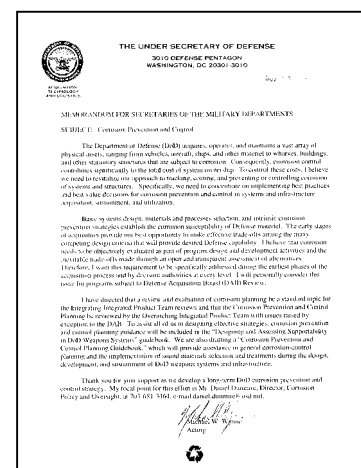 THE UNDER SECRETARY OF DEFENSE
3010 DEFENSE PENTAGON
WASHINGTON, DC 20301-3010
ACQUISITION,
TECHNOLOGY
AND LOGISTICS
MEMORANDUM FOR SECRETARIES OF THE MILITARY DEPARTMENTS
SUBJECT: Corrosion Prevention and Control
The Department of Defense (DoD) acquires, operates, and maintains a vast array of
physical assets, ranging from vehicles, aircraft, ships, and other materiel to wharves, buildings,
and other stationary structures that are subject to corrosion. Consequently, corrosion control
contributes significantly to the total cost of system ownership. To control these costs, I believe
we need to revitalize our approach to tracking, costing, and preventing or controlling corrosion
of systems and structures. Specifically, we need to concentrate on implementing best practices
and best value decisions for corrosion prevention and control in systems and infrastructure
acquisition, sustainment, and utilization.
Basic systems design, materials and processes selection, and intrinsic corrosion
prevention strategies establish the corrosion susceptibility of Defense materiel. The early stages
of acquisition provide our best opportunity to make effective trade-offs among the many
competing design criteria that will provide desired Defense capability. I believe that corrosion
needs to be objectively evaluated as part of program design and development activities and the
inevitable trade-offs made through an open and transparent assessment of alternatives.
Therefore, I want this requirement to be specifically addressed during the earliest phases of the
acquisition process and by decision authorities at every level. I will personally consider this
issue for programs subject to Defense Acquisition Board (DAB) Review.
I have directed that a review and evaluation of corrosion planning be a standard topic for
the Integrating Integrated Product Team reviews and that the Corrosion Prevention and Control
Planning be reviewed by the Overarching Integrated Product Team with issues raised by
exception to the DAB. To assist all of us in designing effective strategies, corrosion prevention
and control planning guidance will be included in the "Designing and Assessing Supportability
in DoD Weapons Systems" guidebook. We are also drafting a "Corrosion Prevention and
Control Planning Guidebook," which will provide assistance in general corrosion control
planning and the implementation of sound materials selection and treatments during the design,
development, and sustainment of DoD weapons systems and infrastructure.
Thank you for your support as we develop a long-term DoD corrosion prevention and
control strategy. My focal point for this effort is Mr. Daniel Dunmire, Director, Corrosion
Policy and Oversight, at 703-681-3464, e-mail daniel.dunmire@osd.mil.
Michael W. Wynne
Acting